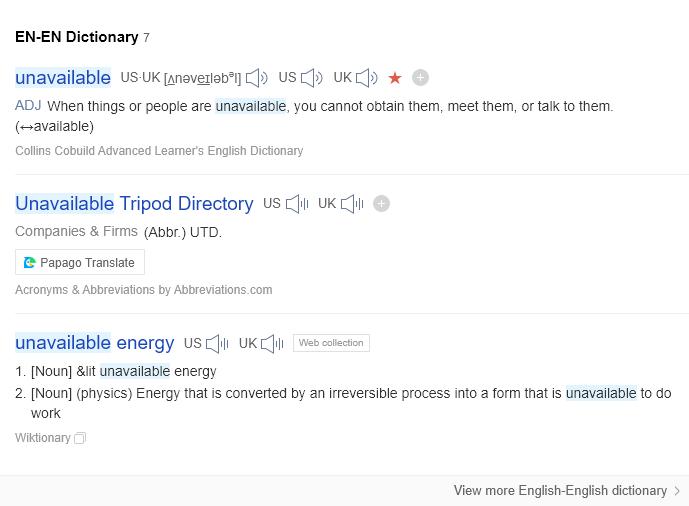 EN-EN Dictionary 7
unavailable US·UK [ʌnəveɪləbᵊl] US UK
ADJ When things or people are unavailable, you cannot obtain them, meet them, or talk to them.
(↔available)
Collins Cobuild Advanced Learner's English Dictionary
Unavailable Tripod Directory US UK
Companies & Firms (Abbr.) UTD.
Papago Translate
Acronyms & Abbreviations by Abbreviations.com
unavailable energy US UK Web collection
1. [Noun] &lit unavailable energy
2. [Noun] (physics) Energy that is converted by an irreversible process into a form that is unavailable to do
work
Wiktionary
View more English-English dictionary